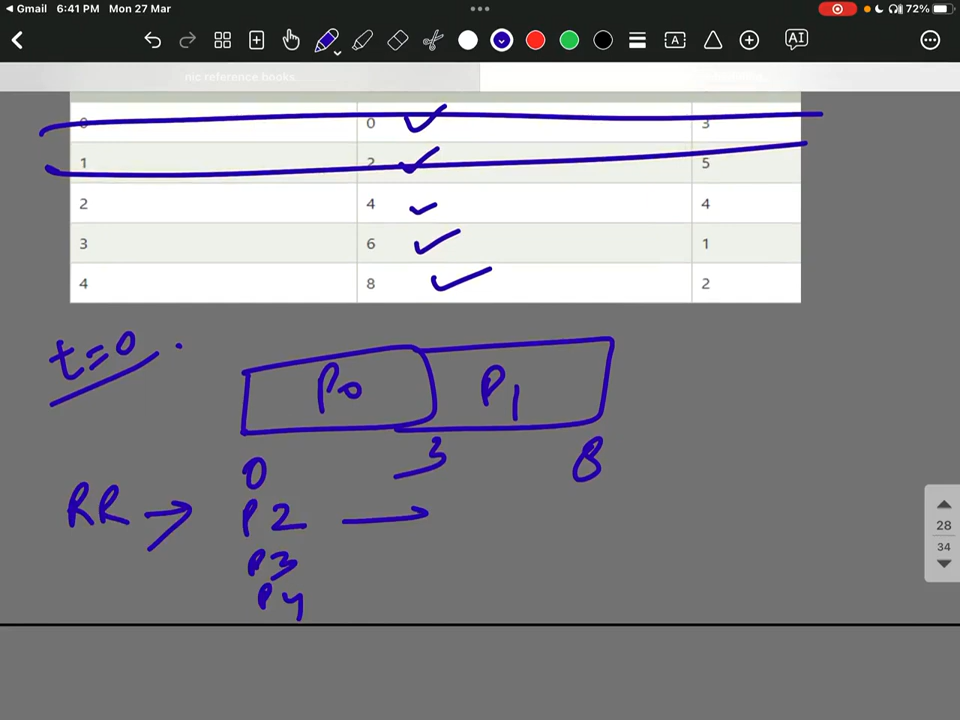 Gmail 6:41 PM Mon 27 Mar 72%
AI
nic reference books
0 0 3
1 2 5
2 4 4
3 6 1
4 8 2
t=0
P0 P1
0 3 8
RR → P2 →
P3
P4
28
34